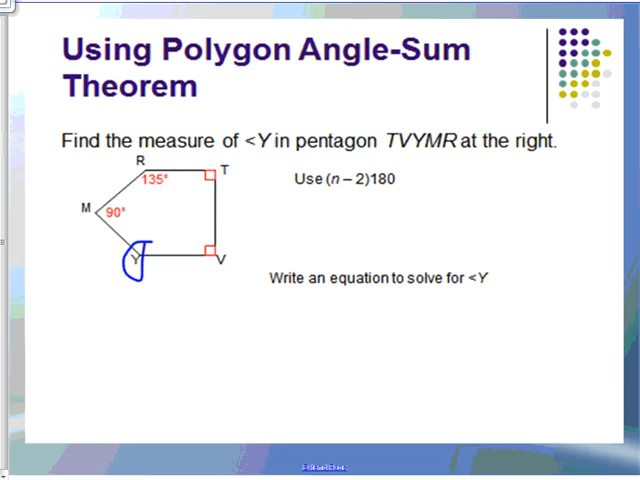 Using Polygon Angle-Sum
Theorem
Find the measure of <Y in pentagon TVYMR at the right.
R
T
135°
Use (n – 2)180
M
90°
Y
V
Write an equation to solve for <Y